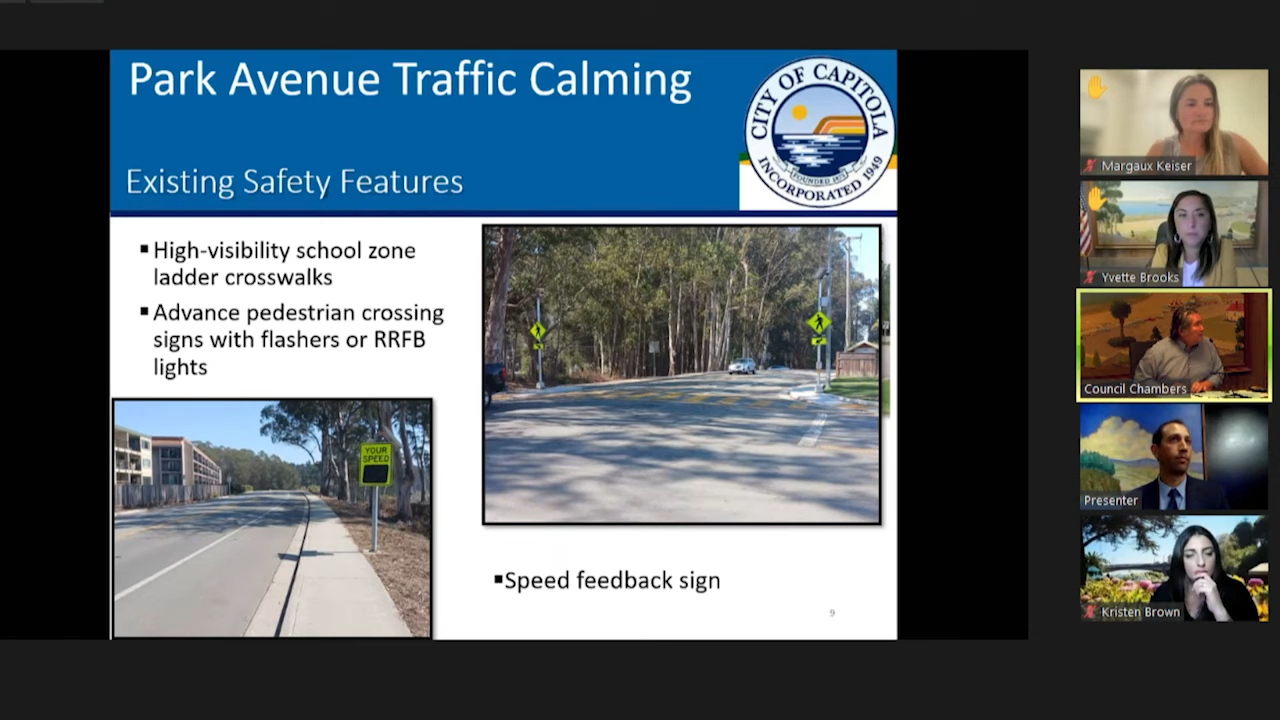 Park Avenue Traffic Calming
CITY OF CAPITOLA
INCORPORATED 1949
Existing Safety Features
▪High-visibility school zone
ladder crosswalks
▪Advance pedestrian crossing
signs with flashers or RRFB
lights
YOUR
SPEED
▪Speed feedback sign
9
Margaux Keiser
Yvette Brooks
Council Chambers
Presenter
Kristen Brown